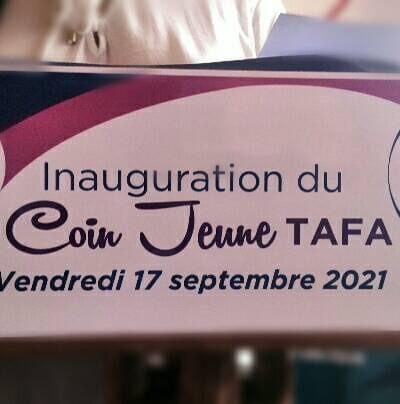 Inauguration du
Coin Jeune TAFA
Vendredi 17 septembre 2021